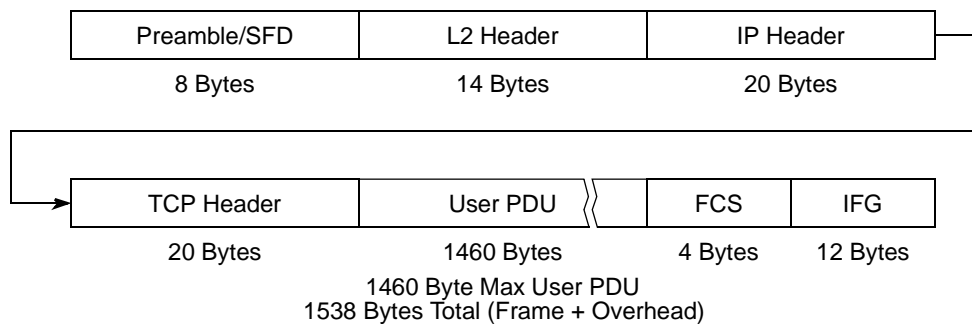 Preamble/SFD L2 Header IP Header
8 Bytes 14 Bytes 20 Bytes
TCP Header User PDU FCS IFG
20 Bytes 1460 Bytes 4 Bytes 12 Bytes
1460 Byte Max User PDU
1538 Bytes Total (Frame + Overhead)